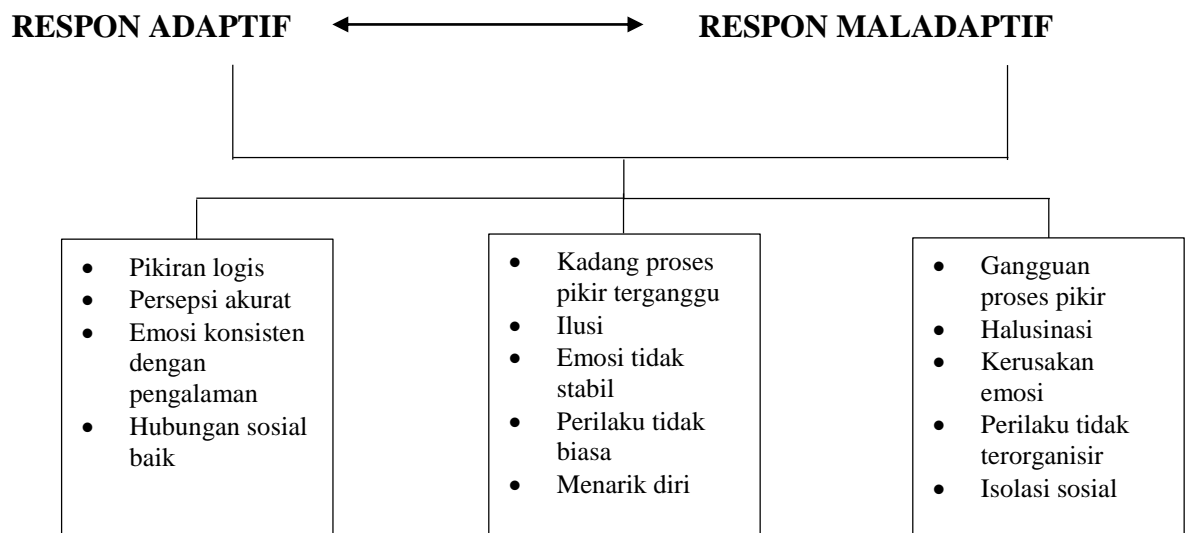 RESPON ADAPTIF RESPON MALADAPTIF
• Pikiran logis
• Persepsi akurat
• Emosi konsisten
dengan
pengalaman
• Hubungan sosial
baik
• Kadang proses
pikir terganggu
• Ilusi
• Emosi tidak
stabil
• Perilaku tidak
biasa
• Menarik diri
• Gangguan
proses pikir
• Halusinasi
• Kerusakan
emosi
• Perilaku tidak
terorganisir
• Isolasi sosial